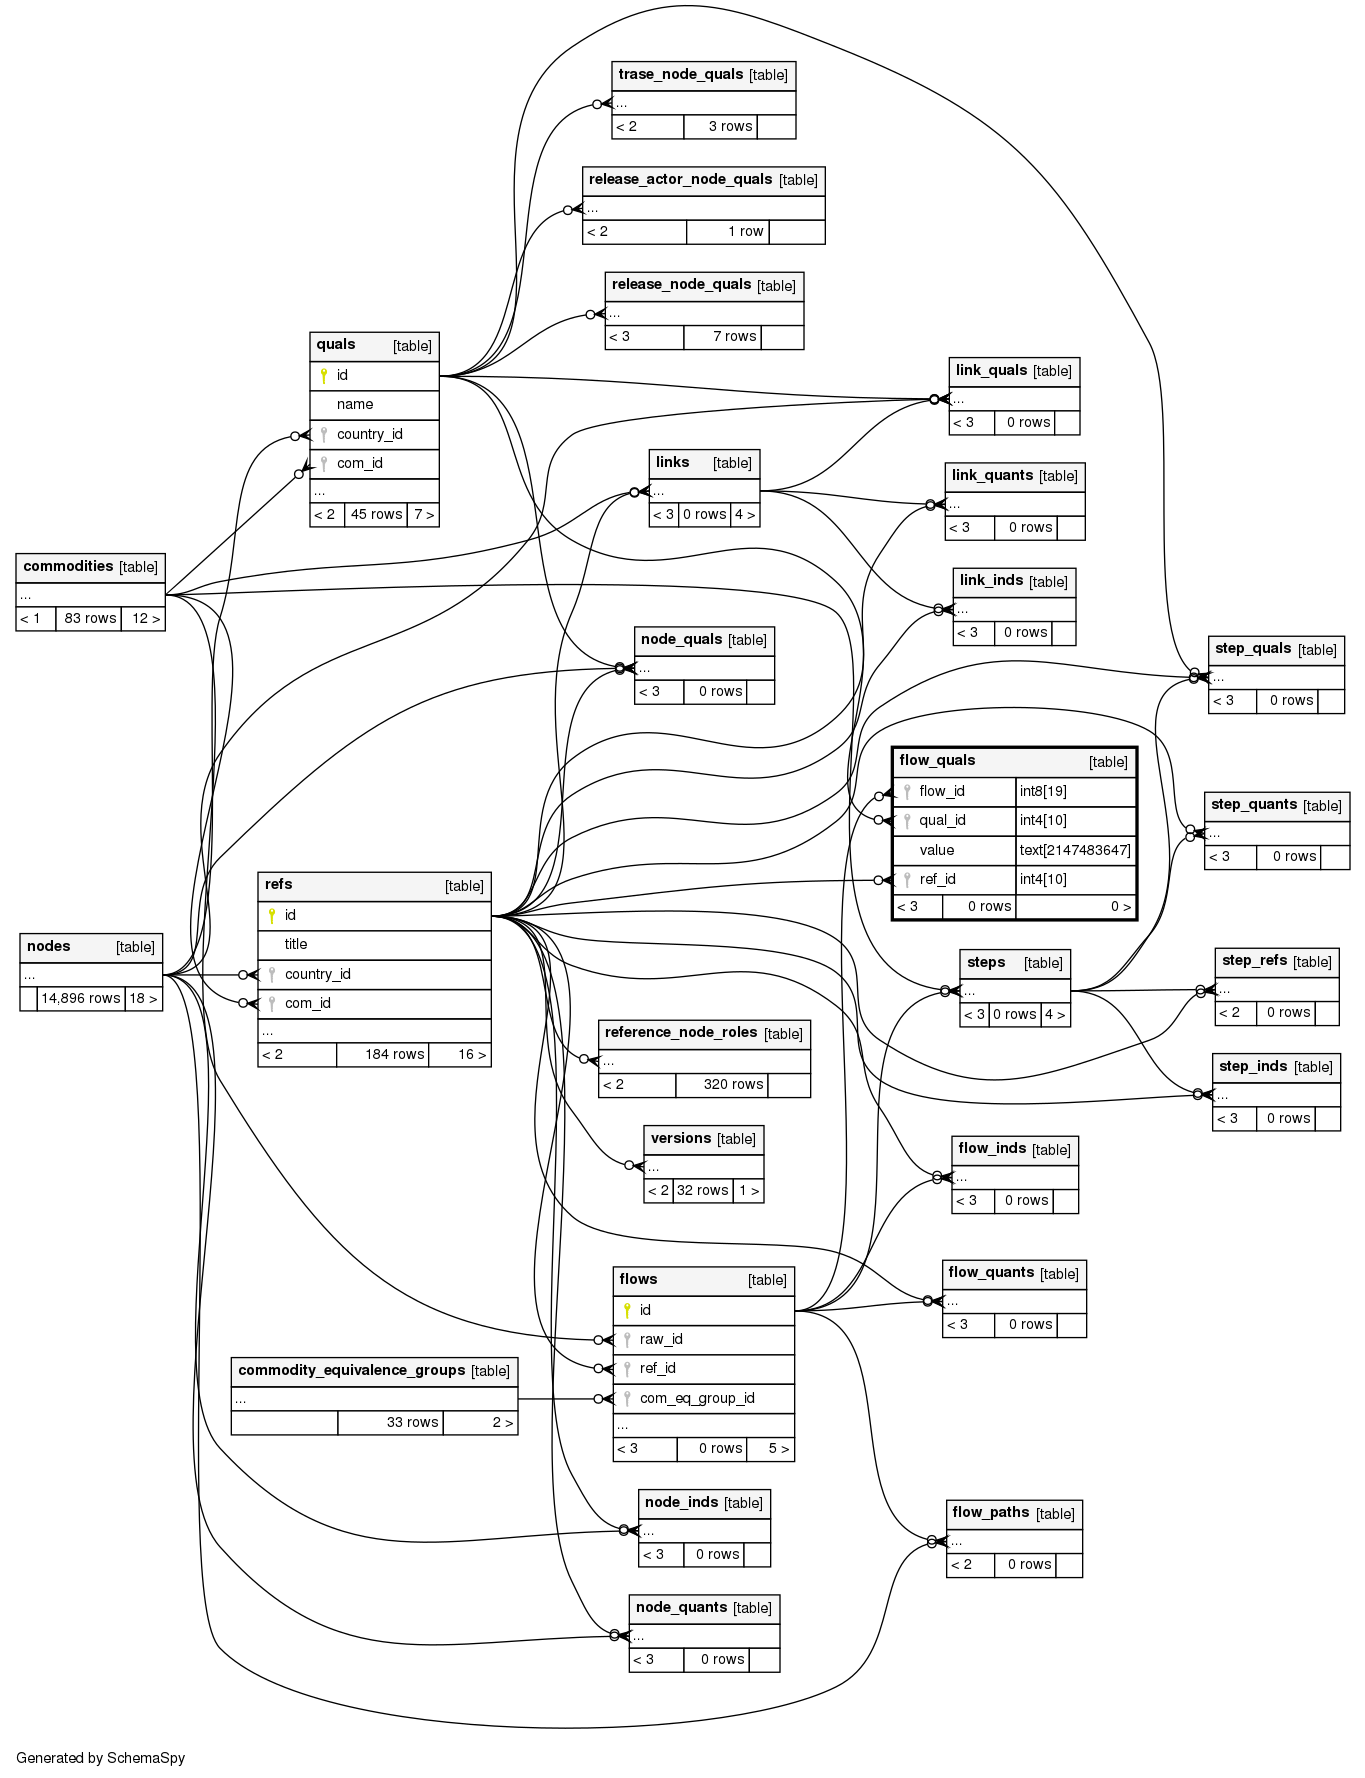 trase_node_quals [table]
...
< 2 3 rows
release_actor_node_quals [table]
...
< 2 1 row
release_node_quals [table]
...
< 3 7 rows
quals [table]
id
name
country_id
com_id
...
< 2 45 rows 7 >
link_quals [table]
...
< 3 0 rows
links [table]
...
< 3 0 rows 4 >
link_quants [table]
...
< 3 0 rows
commodities [table]
...
< 1 83 rows 12 >
link_inds [table]
...
< 3 0 rows
node_quals [table]
...
< 3 0 rows
step_quals [table]
...
< 3 0 rows
flow_quals [table]
flow_id int8[19]
qual_id int4[10]
value text[2147483647]
ref_id int4[10]
< 3 0 rows 0 >
step_quants [table]
...
< 3 0 rows
refs [table]
id
title
country_id
com_id
...
< 2 184 rows 16 >
nodes [table]
...
14,896 rows 18 >
steps [table]
...
< 3 0 rows 4 >
step_refs [table]
...
< 2 0 rows
reference_node_roles [table]
...
< 2 320 rows
step_inds [table]
...
< 3 0 rows
versions [table]
...
< 2 32 rows 1 >
flow_inds [table]
...
< 3 0 rows
flows [table]
id
raw_id
ref_id
com_eq_group_id
...
< 3 0 rows 5 >
flow_quants [table]
...
< 3 0 rows
commodity_equivalence_groups [table]
...
33 rows 2 >
node_inds [table]
...
< 3 0 rows
flow_paths [table]
...
< 2 0 rows
node_quants [table]
...
< 3 0 rows
Generated by SchemaSpy